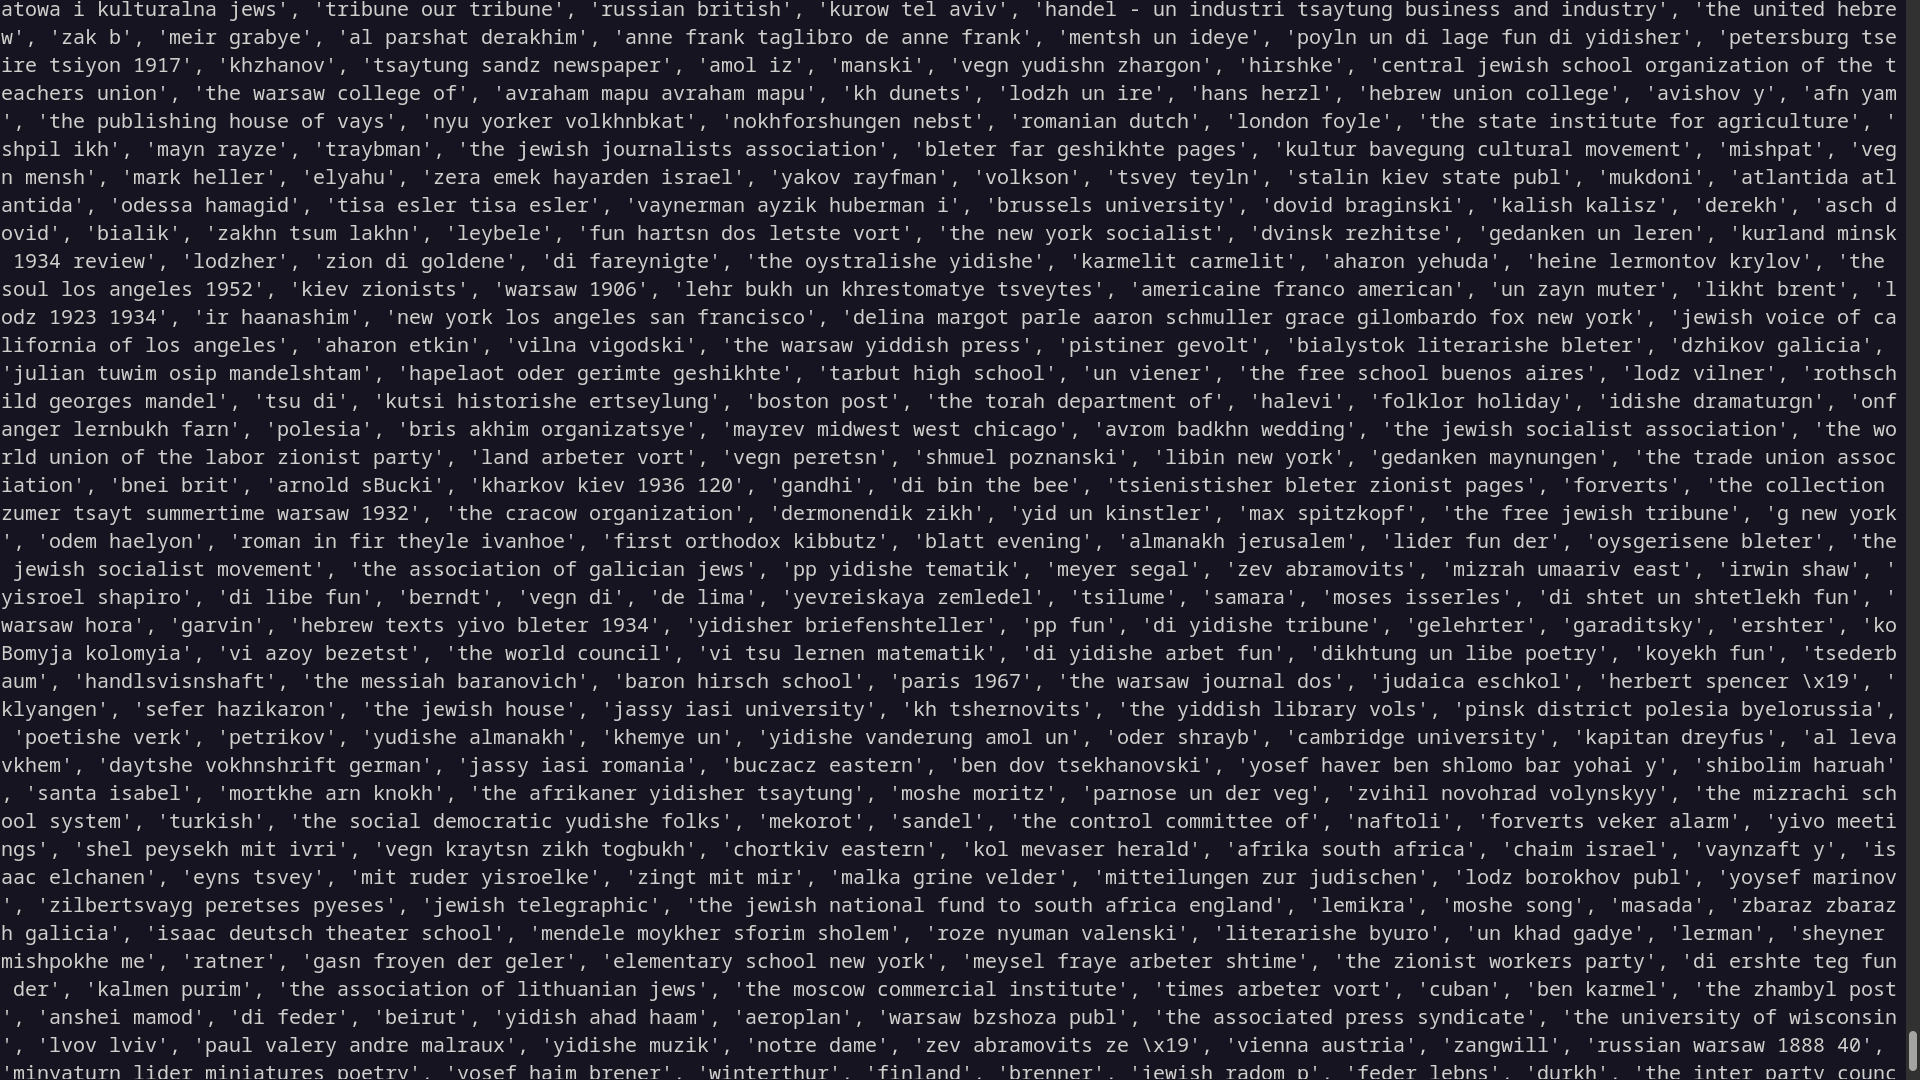 atowa i kulturalna jews', 'tribune our tribune', 'russian british', 'kurow tel aviv', 'handel - un industri tsaytung business and industry', 'the united hebre
w', 'zak b', 'meir grabye', 'al parshat derakhim', 'anne frank taglibro de anne frank', 'mentsh un ideye', 'poyln un di lage fun di yidisher', 'petersburg tse
ire tsiyon 1917', 'khzhanov', 'tsaytung sandz newspaper', 'amol iz', 'manski', 'vegn yudishn zhargon', 'hirshke', 'central jewish school organization of the t
eachers union', 'the warsaw college of', 'avraham mapu avraham mapu', 'kh dunets', 'lodzh un ire', 'hans herzl', 'hebrew union college', 'avishov y', 'afn yam
', 'the publishing house of vays', 'nyu yorker volkhnbkat', 'nokhforshungen nebst', 'romanian dutch', 'london foyle', 'the state institute for agriculture', '
shpil ikh', 'mayn rayze', 'traybman', 'the jewish journalists association', 'bleter far geshikhte pages', 'kultur bavegung cultural movement', 'mishpat', 'veg
n mensh', 'mark heller', 'elyahu', 'zera emek hayarden israel', 'yakov rayfman', 'volkson', 'tsvey teyln', 'stalin kiev state publ', 'mukdoni', 'atlantida atl
antida', 'odessa hamagid', 'tisa esler tisa esler', 'vaynerman ayzik huberman i', 'brussels university', 'dovid braginski', 'kalish kalisz', 'derekh', 'asch d
ovid', 'bialik', 'zakhn tsum lakhn', 'leybele', 'fun hartsn dos letste vort', 'the new york socialist', 'dvinsk rezhitse', 'gedanken un leren', 'kurland minsk
 1934 review', 'lodzher', 'zion di goldene', 'di fareynigte', 'the oystralishe yidishe', 'karmelit carmelit', 'aharon yehuda', 'heine lermontov krylov', 'the
soul los angeles 1952', 'kiev zionists', 'warsaw 1906', 'lehr bukh un khrestomatye tsveytes', 'americaine franco american', 'un zayn muter', 'likht brent', 'l
odz 1923 1934', 'ir haanashim', 'new york los angeles san francisco', 'delina margot parle aaron schmuller grace gilombardo fox new york', 'jewish voice of ca
lifornia of los angeles', 'aharon etkin', 'vilna vigodski', 'the warsaw yiddish press', 'pistiner gevolt', 'bialystok literarishe bleter', 'dzhikov galicia',
'julian tuwim osip mandelshtam', 'hapelaot oder gerimte geshikhte', 'tarbut high school', 'un viener', 'the free school buenos aires', 'lodz vilner', 'rothsch
ild georges mandel', 'tsu di', 'kutsi historishe ertseylung', 'boston post', 'the torah department of', 'halevi', 'folklor holiday', 'idishe dramaturgn', 'onf
anger lernbukh farn', 'polesia', 'bris akhim organizatsye', 'mayrev midwest west chicago', 'avrom badkhn wedding', 'the jewish socialist association', 'the wo
rld union of the labor zionist party', 'land arbeter vort', 'vegn peretsn', 'shmuel poznanski', 'libin new york', 'gedanken maynungen', 'the trade union assoc
iation', 'bnei brit', 'arnold sBucki', 'kharkov kiev 1936 120', 'gandhi', 'di bin the bee', 'tsienistisher bleter zionist pages', 'forverts', 'the collection
zumer tsayt summertime warsaw 1932', 'the cracow organization', 'dermonendik zikh', 'yid un kinstler', 'max spitzkopf', 'the free jewish tribune', 'g new york
', 'odem haelyon', 'roman in fir theyle ivanhoe', 'first orthodox kibbutz', 'blatt evening', 'almanakh jerusalem', 'lider fun der', 'oysgerisene bleter', 'the
 jewish socialist movement', 'the association of galician jews', 'pp yidishe tematik', 'meyer segal', 'zev abramovits', 'mizrah umaariv east', 'irwin shaw', '
yisroel shapiro', 'di libe fun', 'berndt', 'vegn di', 'de lima', 'yevreiskaya zemledel', 'tsilume', 'samara', 'moses isserles', 'di shtet un shtetlekh fun', '
warsaw hora', 'garvin', 'hebrew texts yivo bleter 1934', 'yidisher briefenshteller', 'pp fun', 'di yidishe tribune', 'gelehrter', 'garaditsky', 'ershter', 'ko
Bomyja kolomyia', 'vi azoy bezetst', 'the world council', 'vi tsu lernen matematik', 'di yidishe arbet fun', 'dikhtung un libe poetry', 'koyekh fun', 'tsederb
aum', 'handlsvisnshaft', 'the messiah baranovich', 'baron hirsch school', 'paris 1967', 'the warsaw journal dos', 'judaica eschkol', 'herbert spencer \x19', '
klyangen', 'sefer hazikaron', 'the jewish house', 'jassy iasi university', 'kh tshernovits', 'the yiddish library vols', 'pinsk district polesia byelorussia',
 'poetishe verk', 'petrikov', 'yudishe almanakh', 'khemye un', 'yidishe vanderung amol un', 'oder shrayb', 'cambridge university', 'kapitan dreyfus', 'al leva
vkhem', 'daytshe vokhnshrift german', 'jassy iasi romania', 'buczacz eastern', 'ben dov tsekhanovski', 'yosef haver ben shlomo bar yohai y', 'shibolim haruah'
, 'santa isabel', 'mortkhe arn knokh', 'the afrikaner yidisher tsaytung', 'moshe moritz', 'parnose un der veg', 'zvihil novohrad volynskyy', 'the mizrachi sch
ool system', 'turkish', 'the social democratic yudishe folks', 'mekorot', 'sandel', 'the control committee of', 'naftoli', 'forverts veker alarm', 'yivo meeti
ngs', 'shel peysekh mit ivri', 'vegn kraytsn zikh togbukh', 'chortkiv eastern', 'kol mevaser herald', 'afrika south africa', 'chaim israel', 'vaynzaft y', 'is
aac elchanen', 'eyns tsvey', 'mit ruder yisroelke', 'zingt mit mir', 'malka grine velder', 'mitteilungen zur judischen', 'lodz borokhov publ', 'yoysef marinov
', 'zilbertsvayg peretses pyeses', 'jewish telegraphic', 'the jewish national fund to south africa england', 'lemikra', 'moshe song', 'masada', 'zbaraz zbaraz
h galicia', 'isaac deutsch theater school', 'mendele moykher sforim sholem', 'roze nyuman valenski', 'literarishe byuro', 'un khad gadye', 'lerman', 'sheyner
mishpokhe me', 'ratner', 'gasn froyen der geler', 'elementary school new york', 'meysel fraye arbeter shtime', 'the zionist workers party', 'di ershte teg fun
 der', 'kalmen purim', 'the association of lithuanian jews', 'the moscow commercial institute', 'times arbeter vort', 'cuban', 'ben karmel', 'the zhambyl post
', 'anshei mamod', 'di feder', 'beirut', 'yidish ahad haam', 'aeroplan', 'warsaw bzshoza publ', 'the associated press syndicate', 'the university of wisconsin
', 'lvov lviv', 'paul valery andre malraux', 'yidishe muzik', 'notre dame', 'zev abramovits ze \x19', 'vienna austria', 'zangwill', 'russian warsaw 1888 40',
'minyaturn lider miniatures poetry', 'yosef haim brener', 'winterthur', 'finland', 'brenner', 'jewish radom p', 'feder lebns', 'durkh', 'the inter party counc